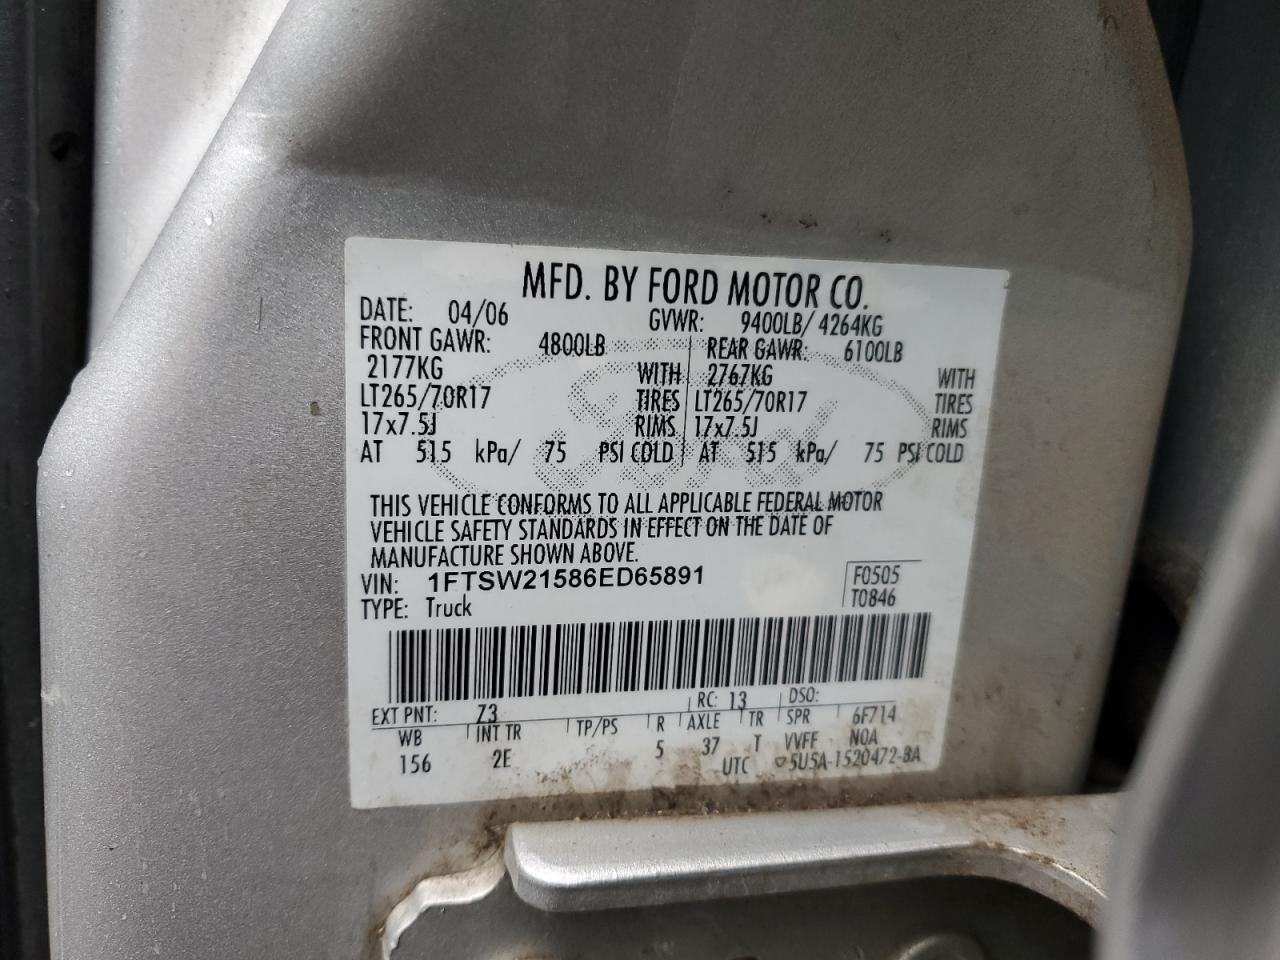 MFD. BY FORD MOTOR CO.
DATE: 04/06 GVWR: 9400LB/ 4264KG
FRONT GAWR: 4800LB REAR GAWR: 6100LB
2177KG WITH 2767KG WITH
LT265/70R17 TIRES LT265/70R17 TIRES
17x7.5J RIMS 17x7.5J RIMS
AT 515 kPa/ 75 PSI COLD AT 515 kPa/ 75 PSI COLD
THIS VEHICLE CONFORMS TO ALL APPLICABLE FEDERAL MOTOR
VEHICLE SAFETY STANDARDS IN EFFECT ON THE DATE OF
MANUFACTURE SHOWN ABOVE.
VIN: 1FTSW21586ED65891 F0505
TYPE: Truck T0846
EXT PNT: Z3 RC: 13 DSO:
WB INT TR TP/PS R AXLE TR SPR 6F714
156 2E 5 37 T VVFF NOA
UTC 5U5A-1520472-BA